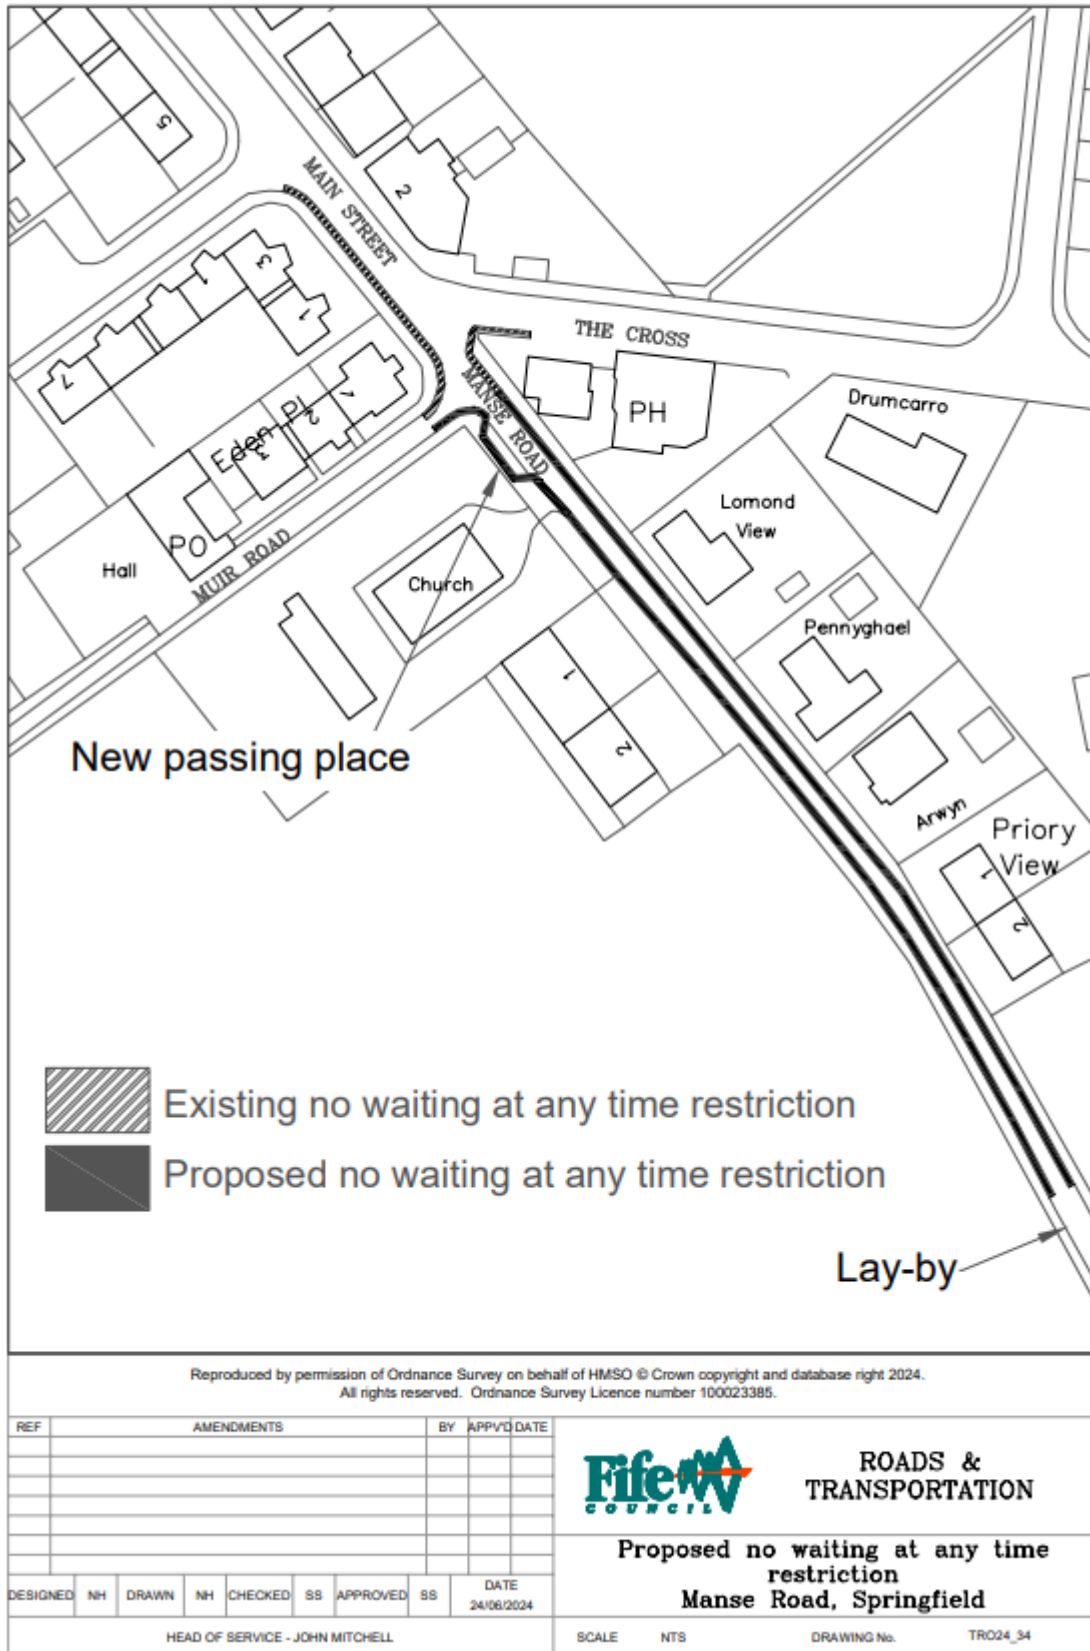 5
2
MAIN STREET
3
1
1
7
THE CROSS
MANSE ROAD
PH
Drumcarro
1
2
3
Eden Pl
PO
Hall
MUIR ROAD
Church
Lomond
View
Pennyghael
1
2
New passing place
Arwyn
Priory
View
1
2
Existing no waiting at any time restriction
Proposed no waiting at any time restriction
Lay-by
Reproduced by permission of Ordnance Survey on behalf of HMSO © Crown copyright and database right 2024.
All rights reserved. Ordnance Survey Licence number 100023385.
REF AMENDMENTS BY APPV'D DATE
Fife
COUNCIL
ROADS &
TRANSPORTATION
Proposed no waiting at any time
restriction
Manse Road, Springfield
DESIGNED NH DRAWN NH CHECKED SS APPROVED SS DATE
24/06/2024
HEAD OF SERVICE - JOHN MITCHELL
SCALE NTS DRAWING No. TRO24_34